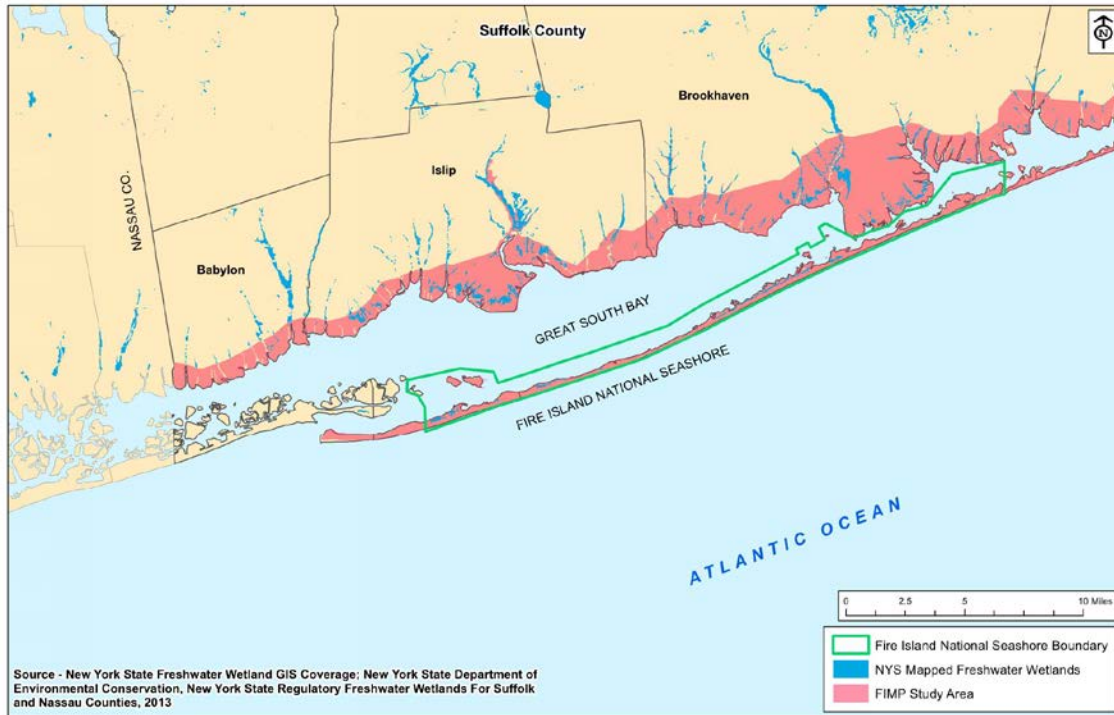 Suffolk County
N
Brookhaven
Islip
NASSAU CO.
Babylon
GREAT SOUTH BAY
FIRE ISLAND NATIONAL SEASHORE
ATLANTIC OCEAN
0 2.5 5 10 Miles
Fire Island National Seashore Boundary
NYS Mapped Freshwater Wetlands
FIMP Study Area
Source - New York State Freshwater Wetland GIS Coverage; New York State Department of
Environmental Conservation, New York State Regulatory Freshwater Wetlands For Suffolk
and Nassau Counties, 2013